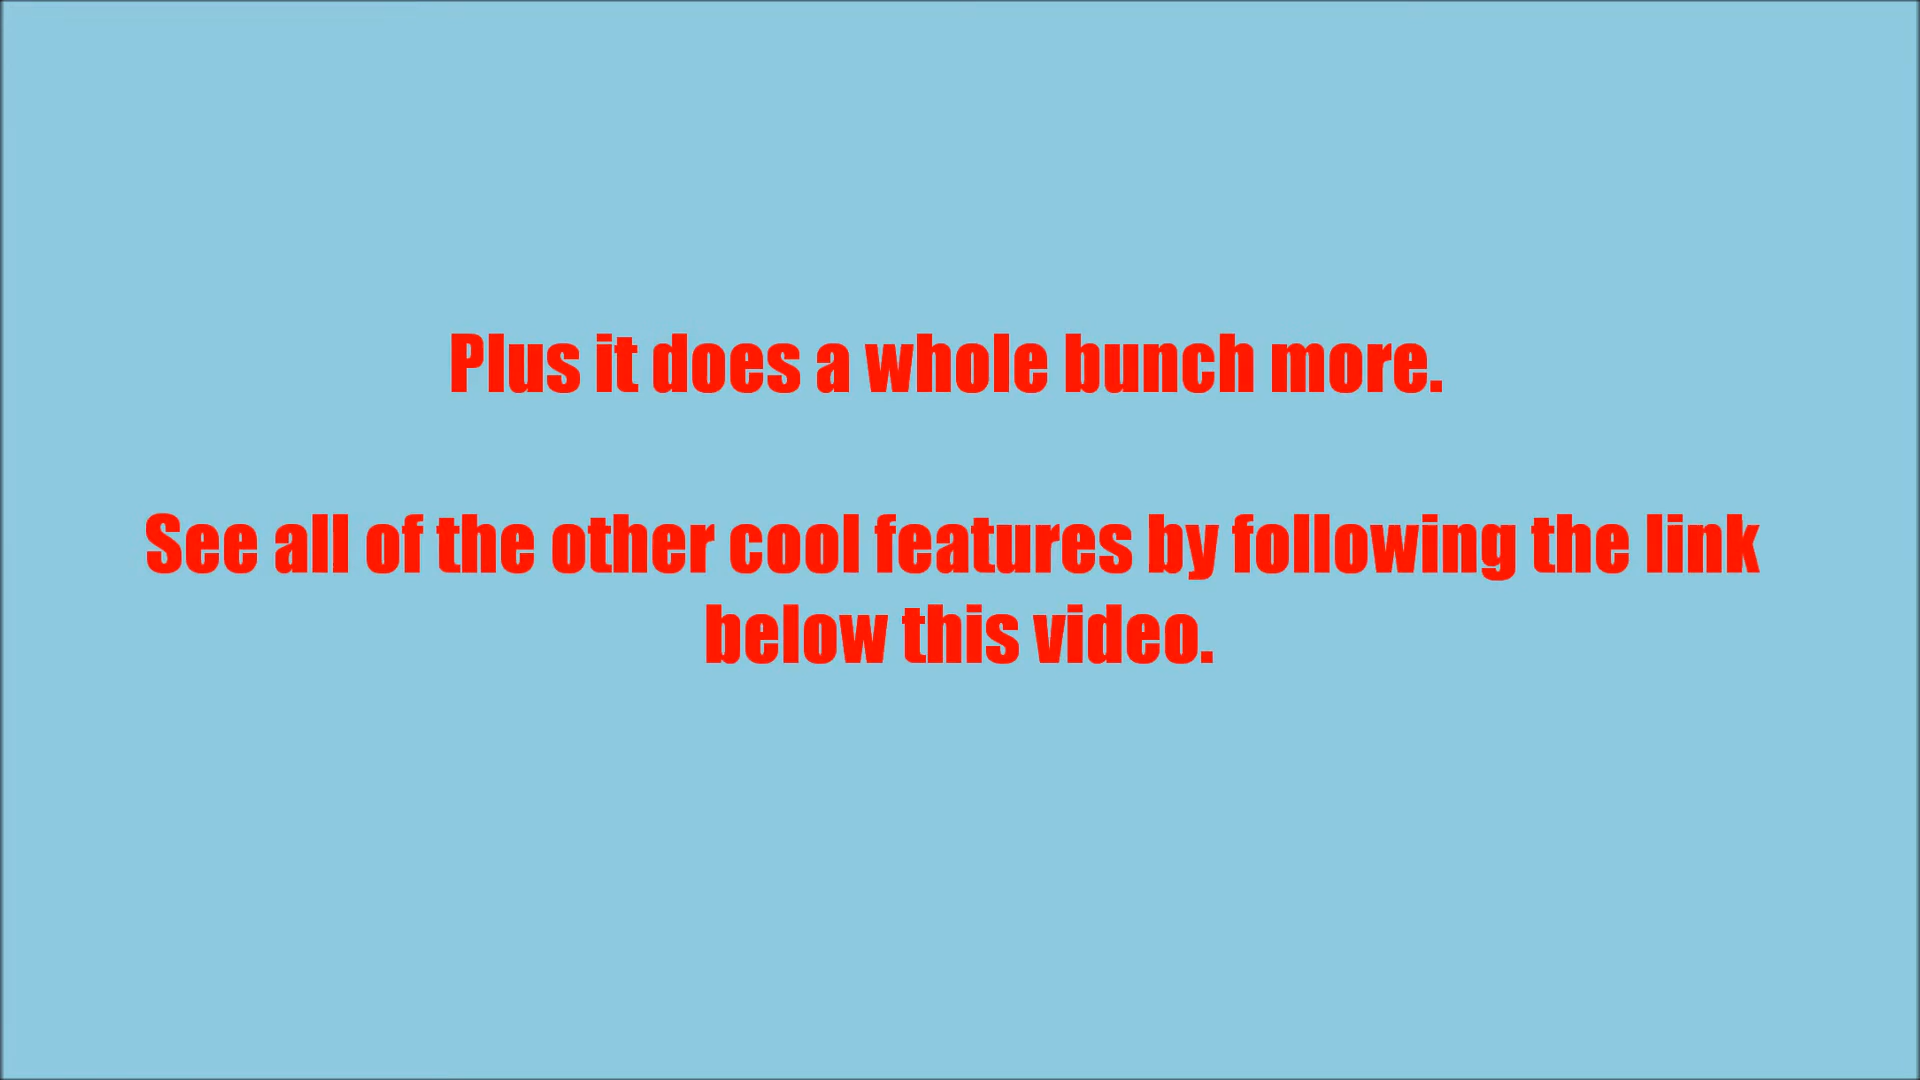 Plus it does a whole bunch more.
See all of the other cool features by following the link
below this video.